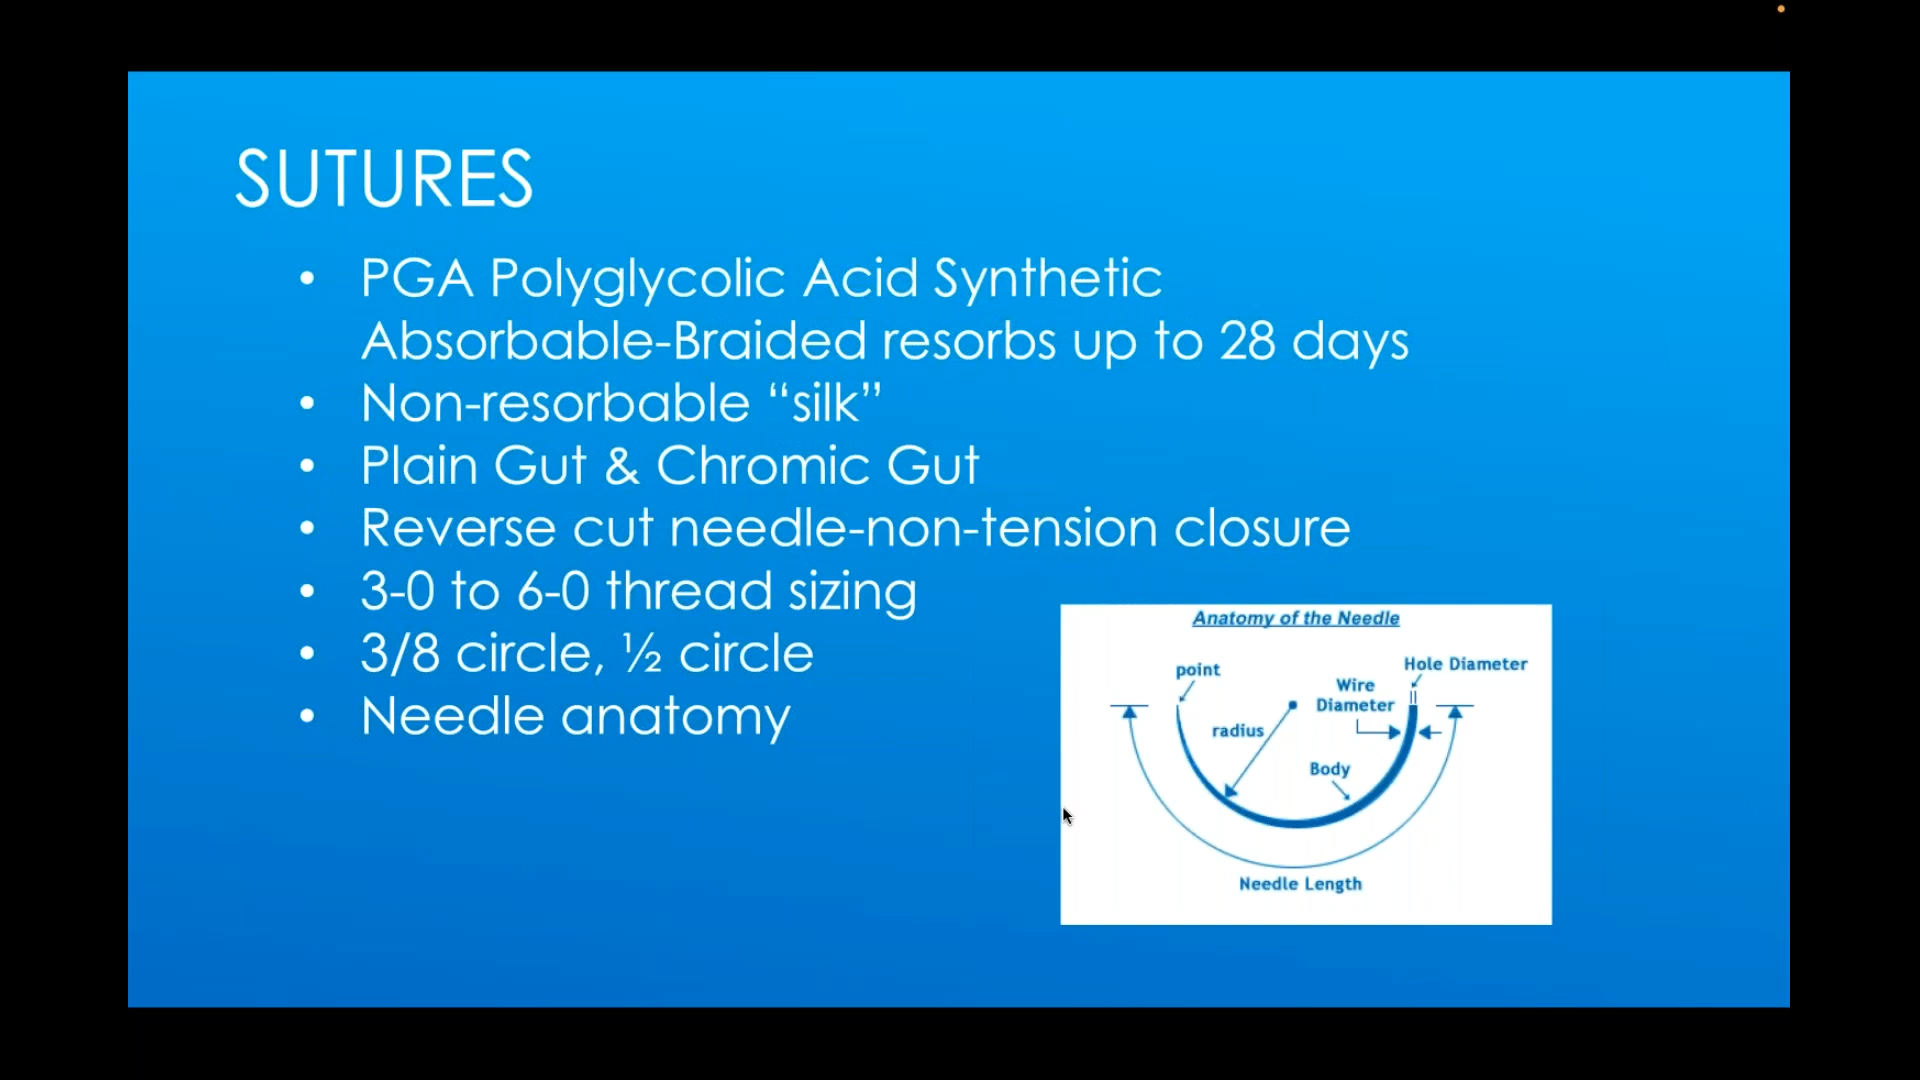 SUTURES
• PGA Polyglycolic Acid Synthetic
Absorbable-Braided resorbs up to 28 days
• Non-resorbable “silk”
• Plain Gut & Chromic Gut
• Reverse cut needle-non-tension closure
• 3-0 to 6-0 thread sizing
• 3/8 circle, ½ circle
• Needle anatomy
Anatomy of the Needle
point
Hole Diameter
Wire
Diameter
radius
Body
Needle Length